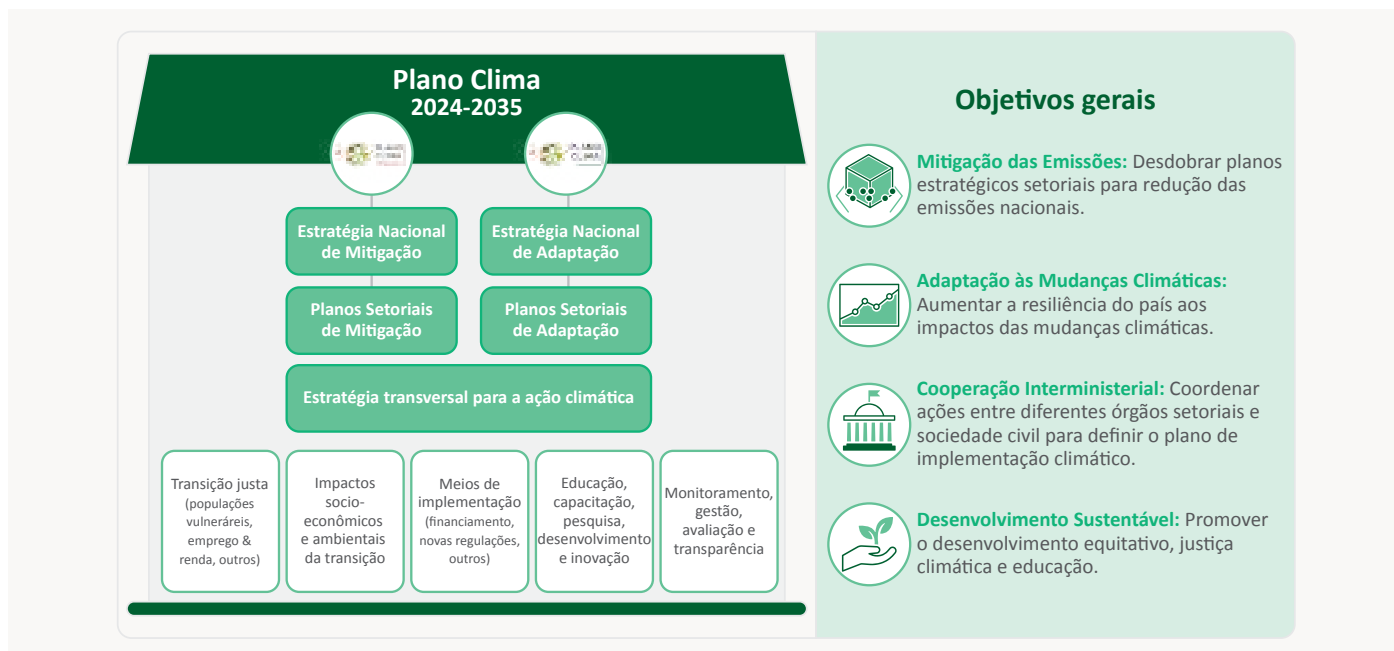 Plano Clima
2024-2035
Estratégia Nacional
de Mitigação
Estratégia Nacional
de Adaptação
Planos Setoriais
de Mitigação
Planos Setoriais
de Adaptação
Estratégia transversal para a ação climática
Transição justa
(populações
vulneráreis,
emprego &
renda, outros)
Impactos
socio-
econômicos
e ambientais
da transição
Meios de
implementação
(financiamento,
novas regulações,
outros)
Educação,
capacitação,
pesquisa,
desenvolvimento
e inovação
Monitoramento,
gestão,
avaliação e
transparência
Objetivos gerais
Mitigação das Emissões: Desdobrar planos
estratégicos setoriais para redução das
emissões nacionais.
Adaptação às Mudanças Climáticas:
Aumentar a resiliência do país aos
impactos das mudanças climáticas.
Cooperação Interministerial: Coordenar
ações entre diferentes órgãos setoriais e
sociedade civil para definir o plano de
implementação climático.
Desenvolvimento Sustentável: Promover
o desenvolvimento equitativo, justiça
climática e educação.